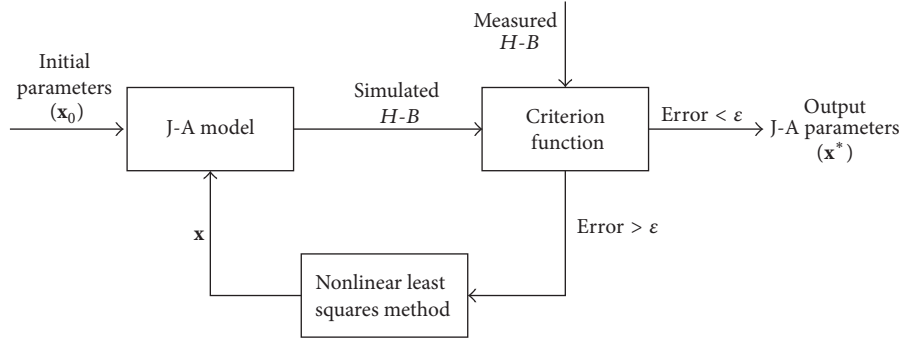 Measured
H-B
Initial
parameters
(x₀)
J-A model
Simulated
H-B
Criterion
function
Error < ε
Output
J-A parameters
(x*)
x
Error > ε
Nonlinear least
squares method